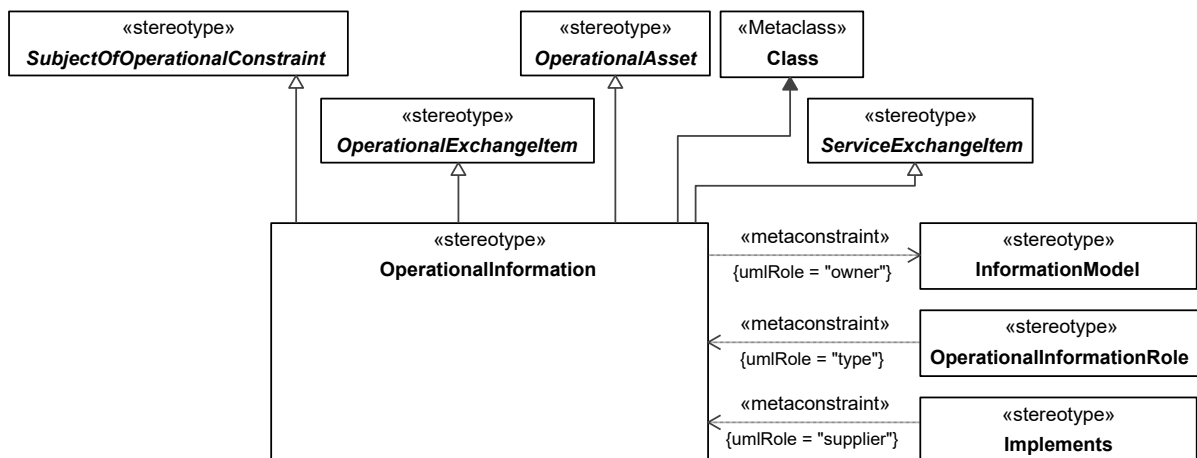 «stereotype»
SubjectOfOperationalConstraint
«stereotype»
OperationalAsset
«Metaclass»
Class
«stereotype»
OperationalExchangeItem
«stereotype»
ServiceExchangeItem
«stereotype»
OperationalInformation
«metaconstraint»
{umlRole = "owner"}
«stereotype»
InformationModel
«metaconstraint»
{umlRole = "type"}
«stereotype»
OperationalInformationRole
«metaconstraint»
{umlRole = "supplier"}
«stereotype»
Implements